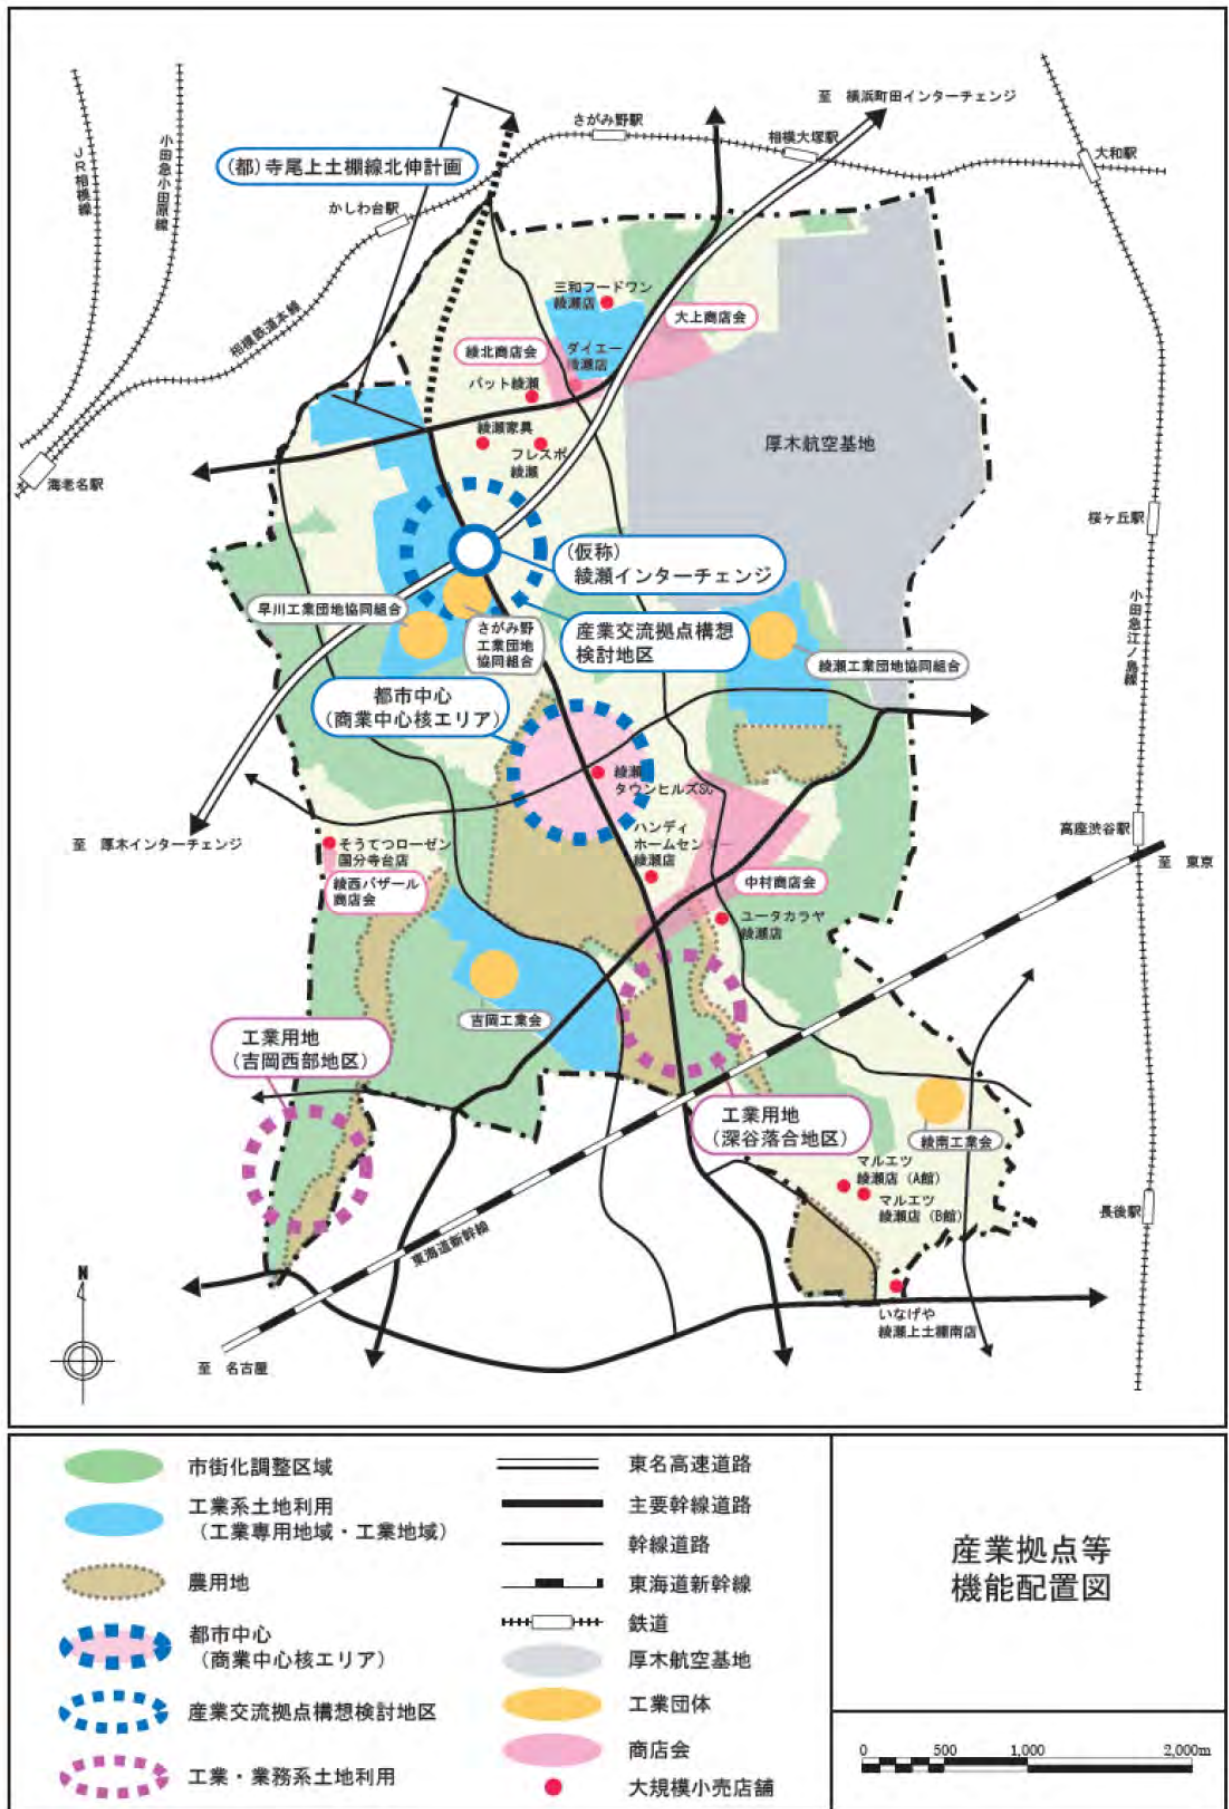 至 横浜町田インターチェンジ
さがみ野駅
相模大塚駅
大和駅
JR相模線
小田急小田原線
(都)寺尾上土棚線北伸計画
かしわ台駅
相模鉄道本線
三和フードワン
綾瀬店
大上商店会
綾北商店会
ダイエー
綾瀬店
パット綾瀬
綾瀬家具
フレスポ
綾瀬
厚木航空基地
海老名駅
桜ヶ丘駅
(仮称)
綾瀬インターチェンジ
早川工業団地協同組合
さがみ野
工業団地
協同組合
産業交流拠点構想
検討地区
綾瀬工業団地協同組合
小田急江ノ島線
都市中心
(商業中心核エリア)
綾瀬
タウンヒルズSC
ハンディ
ホームセンター
綾瀬店
高座渋谷駅
至 東京
至 厚木インターチェンジ
そうてつローゼン
国分寺台店
綾西バザール
商店会
中村商店会
ユータカラヤ
綾瀬店
吉岡工業会
工業用地
(吉岡西部地区)
工業用地
(深谷落合地区)
綾南工業会
マルエツ
綾瀬店(A館)
マルエツ
綾瀬店(B館)
長後駅
東海道新幹線
N
いなげや
綾瀬上土棚南店
至 名古屋
市街化調整区域
工業系土地利用
(工業専用地域・工業地域)
農用地
都市中心
(商業中心核エリア)
産業交流拠点構想検討地区
工業・業務系土地利用
東名高速道路
主要幹線道路
幹線道路
東海道新幹線
鉄道
厚木航空基地
工業団体
商店会
大規模小売店舗
産業拠点等
機能配置図
0 500 1,000 2,000m